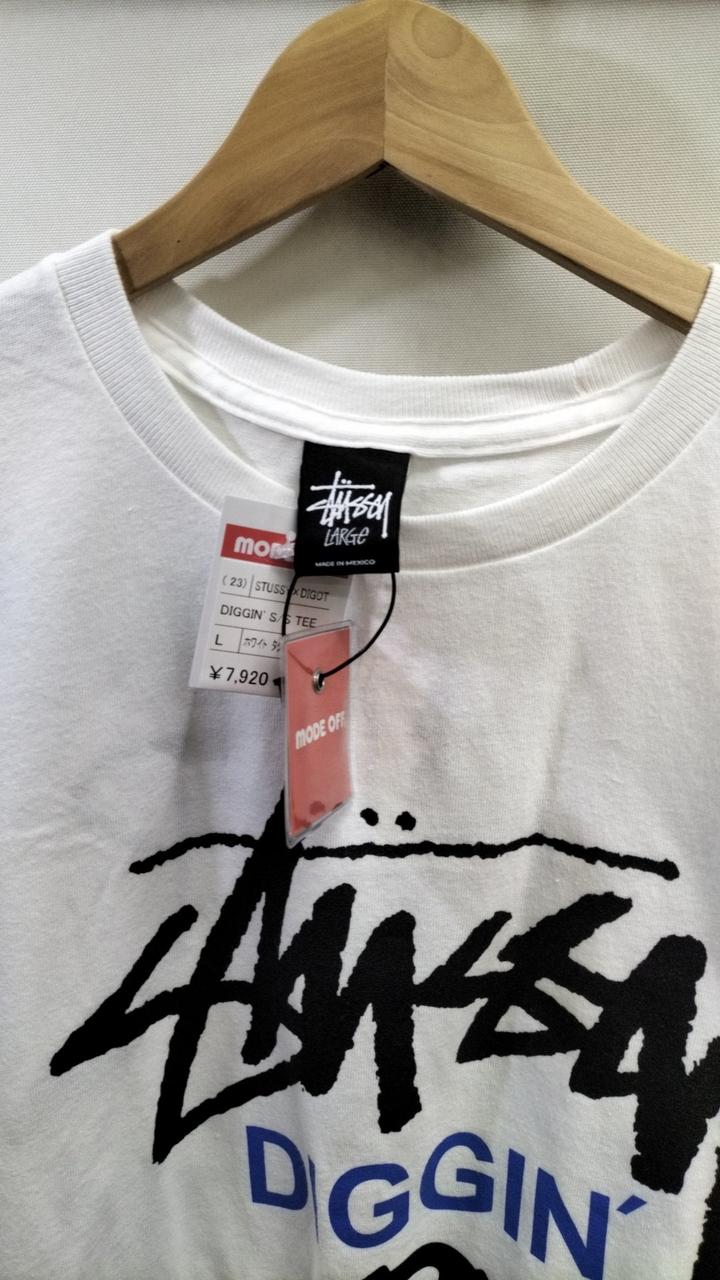 STÜSSY
LARGE
MADE IN MEXICO
(23) STUSSY×DIGOT
DIGGIN' S/S TEE
L ホワイト
¥7,920
MODE OFF
STÜSSY
DIGGIN'